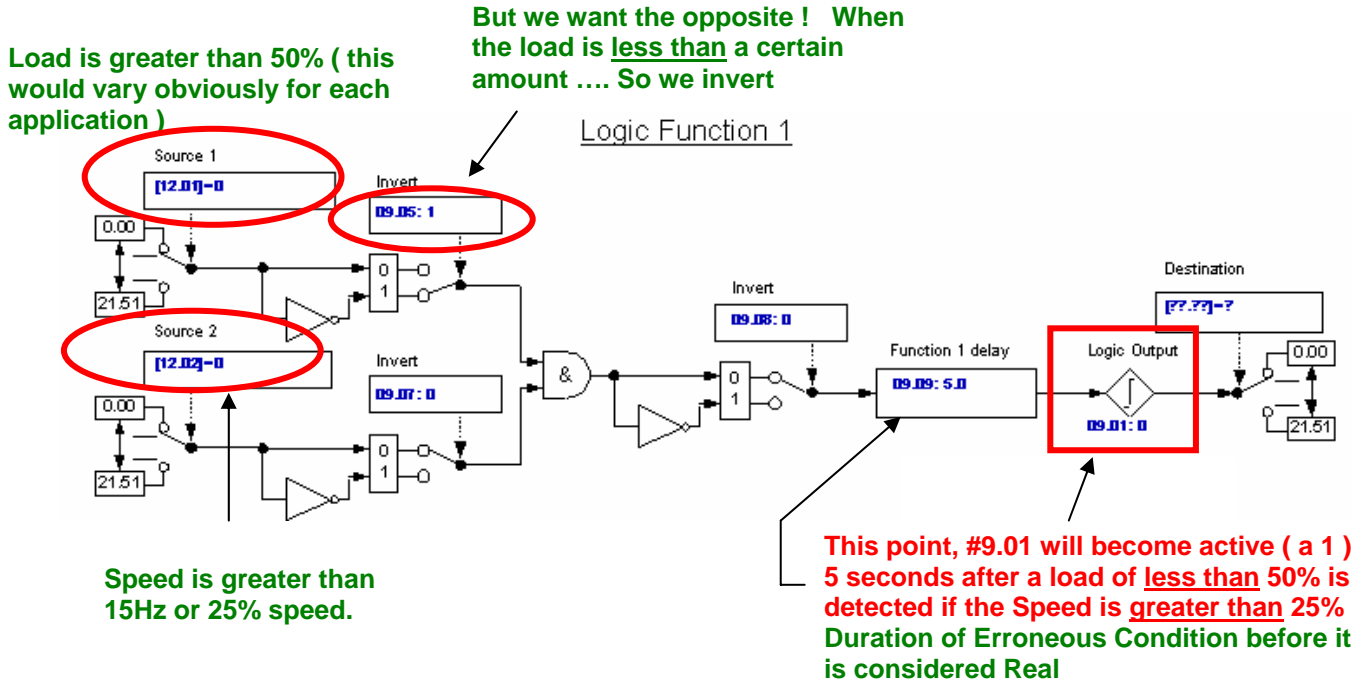 But we want the opposite ! When
the load is less than a certain
amount .... So we invert
Load is greater than 50% ( this
would vary obviously for each
application )
Logic Function 1
Source 1
[12.01]=0
Invert
09.05: 1
0.00
21.51
0
1
Source 2
[12.02]=0
Invert
09.07: 0
0.00
21.51
0
1
&
Invert
09.08: 0
0
1
Function 1 delay
09.09: 5.0
Logic Output
09.01: 0
Destination
[??.??]=?
0.00
21.51
Speed is greater than
15Hz or 25% speed.
This point, #9.01 will become active ( a 1 )
5 seconds after a load of less than 50% is
detected if the Speed is greater than 25%
Duration of Erroneous Condition before it
is considered Real